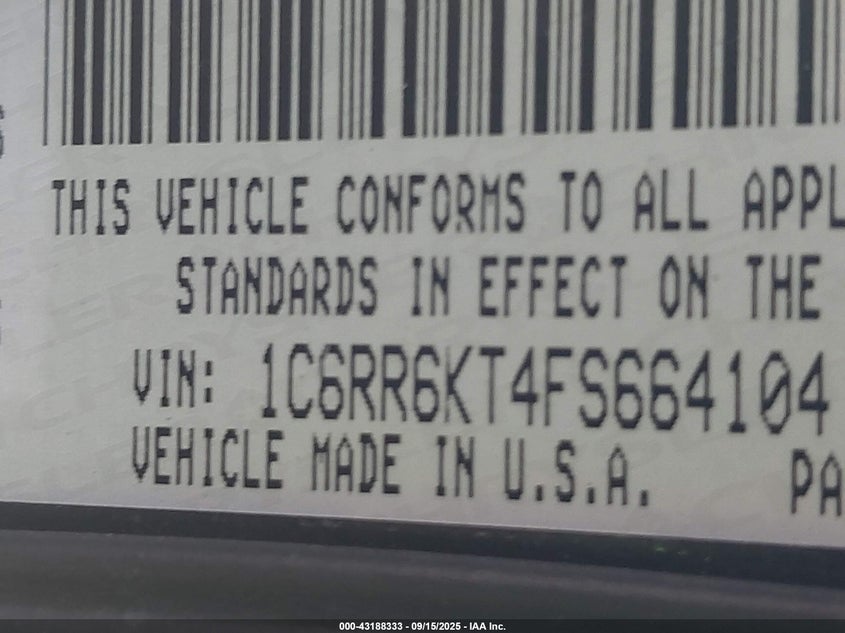 THIS VEHICLE CONFORMS TO ALL APPL
STANDARDS IN EFFECT ON THE
VIN: 1C6RR6KT4FS664104
VEHICLE MADE IN U.S.A. PA
000-43188333 - 09/15/2025 - IAA Inc.